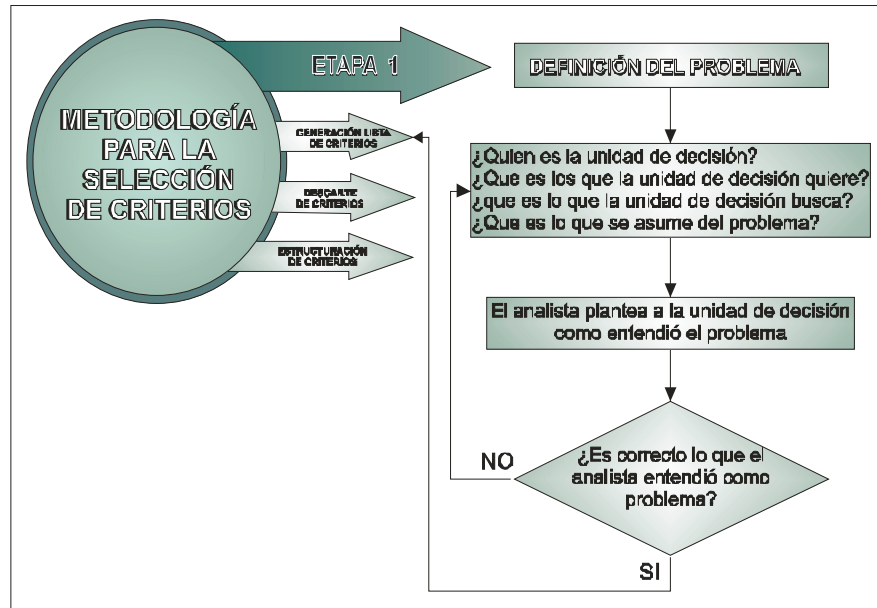 METODOLOGÍA
PARA LA
SELECCIÓN
DE CRITERIOS
ETAPA 1
GENERACIÓN LISTA
DE CRITERIOS
DESCARTE
DE CRITERIOS
ESTRUCTURACIÓN
DE CRITERIOS
DEFINICIÓN DEL PROBLEMA
¿Quien es la unidad de decisión?
¿Que es los que la unidad de decisión quiere?
¿que es lo que la unidad de decisión busca?
¿Que es lo que se asume del problema?
El analista plantea a la unidad de decisión
como entendió el problema
¿Es correcto lo que el
analista entendió como
problema?
NO
SI